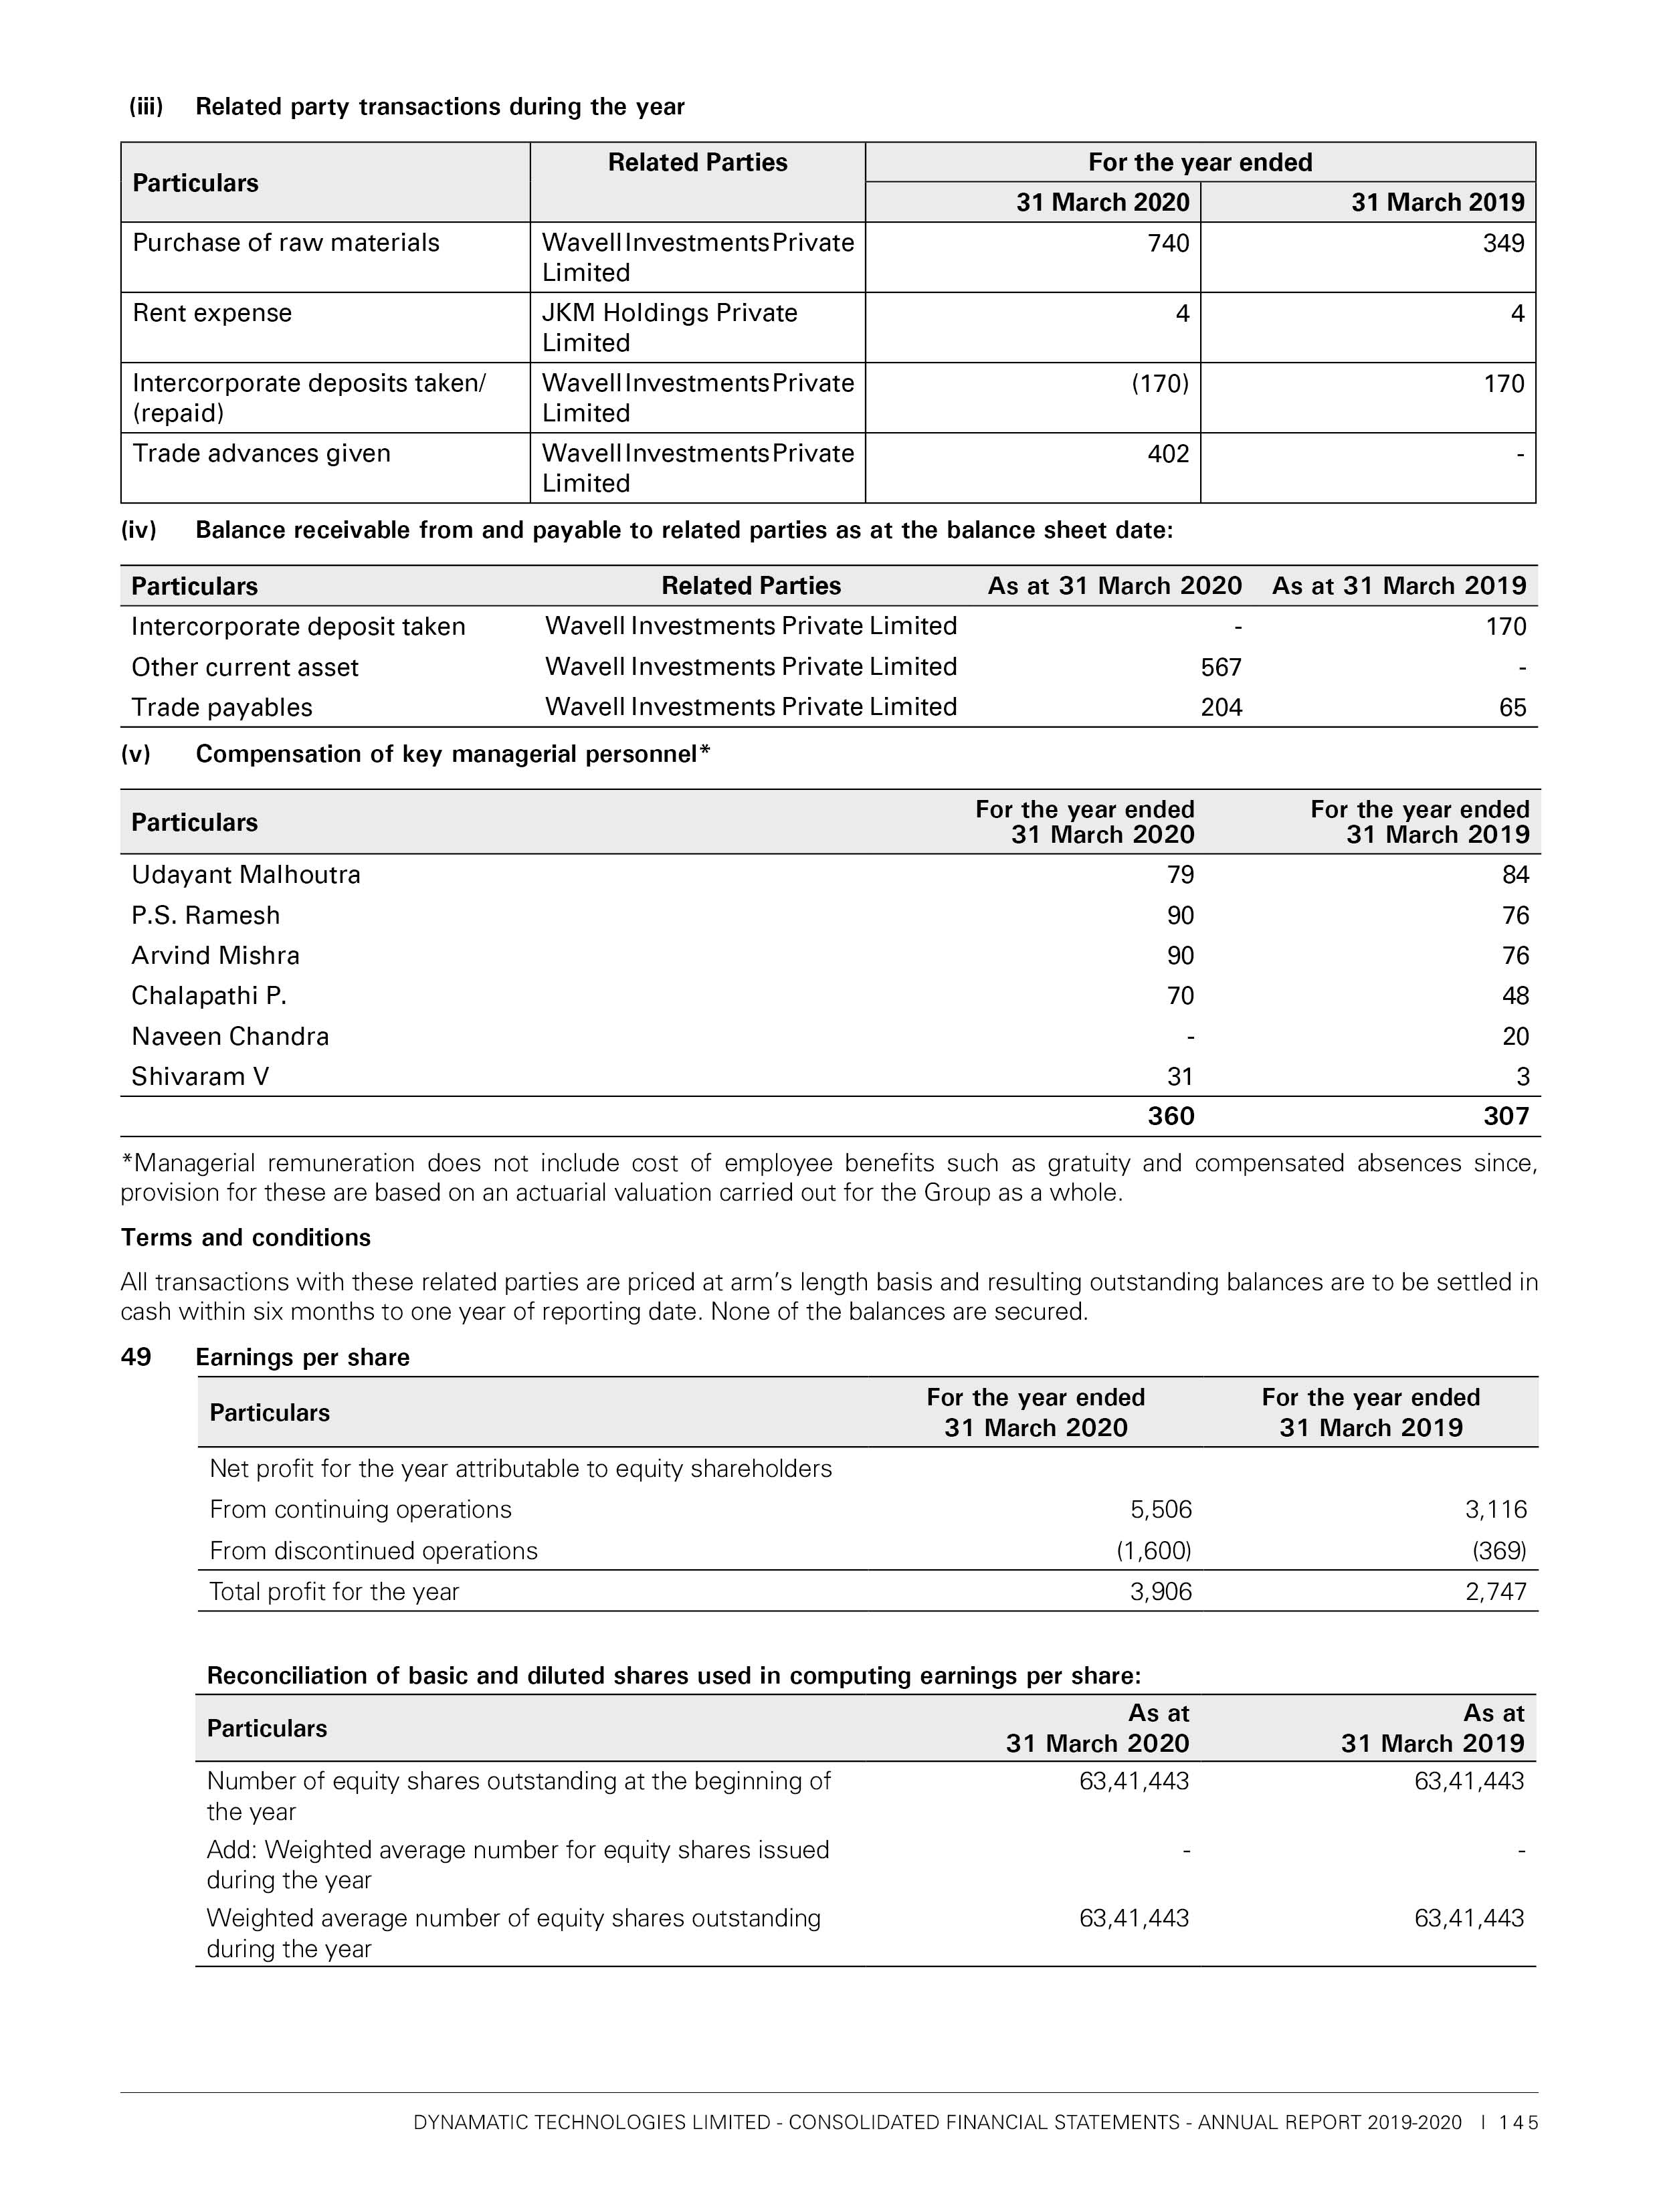 (iii) Related party transactions during the year
Particulars Related Parties For the year ended
31 March 2020 31 March 2019
Purchase of raw materials Wavell Investments Private 740 349
Limited
Rent expense JKM Holdings Private 4 4
Limited
Intercorporate deposits taken/ Wavell Investments Private (170) 170
(repaid) Limited
Trade advances given Wavell Investments Private 402 -
Limited
(iv) Balance receivable from and payable to related parties as at the balance sheet date:
Particulars Related Parties As at 31 March 2020 As at 31 March 2019
Intercorporate deposit taken Wavell Investments Private Limited - 170
Other current asset Wavell Investments Private Limited 567 -
Trade payables Wavell Investments Private Limited 204 65
(v) Compensation of key managerial personnel*
Particulars For the year ended For the year ended
31 March 2020 31 March 2019
Udayant Malhoutra 79 84
P.S. Ramesh 90 76
Arvind Mishra 90 76
Chalapathi P. 70 48
Naveen Chandra - 20
Shivaram V 31 3
360 307
*Managerial remuneration does not include cost of employee benefits such as gratuity and compensated absences since,
provision for these are based on an actuarial valuation carried out for the Group as a whole.
Terms and conditions
All transactions with these related parties are priced at arm's length basis and resulting outstanding balances are to be settled in
cash within six months to one year of reporting date. None of the balances are secured.
49 Earnings per share
Particulars For the year ended For the year ended
31 March 2020 31 March 2019
Net profit for the year attributable to equity shareholders
From continuing operations 5,506 3,116
From discontinued operations (1,600) (369)
Total profit for the year 3,906 2,747
Reconciliation of basic and diluted shares used in computing earnings per share:
Particulars As at As at
31 March 2020 31 March 2019
Number of equity shares outstanding at the beginning of 63,41,443 63,41,443
the year
Add: Weighted average number for equity shares issued - -
during the year
Weighted average number of equity shares outstanding 63,41,443 63,41,443
during the year
DYNAMATIC TECHNOLOGIES LIMITED - CONSOLIDATED FINANCIAL STATEMENTS - ANNUAL REPORT 2019-2020 | 145